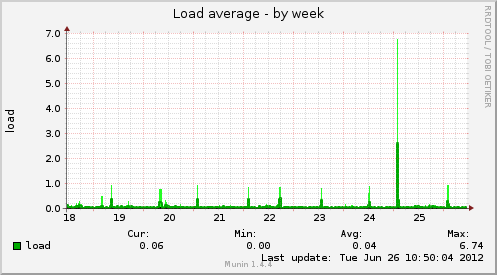 Load average - by week
RRDTOOL / TOBI OETIKER
load
7.0
6.0
5.0
4.0
3.0
2.0
1.0
0.0
18 19 20 21 22 23 24 25
Cur: Min: Avg: Max:
load 0.06 0.00 0.04 6.74
Last update: Tue Jun 26 10:50:04 2012
Munin 1.4.4